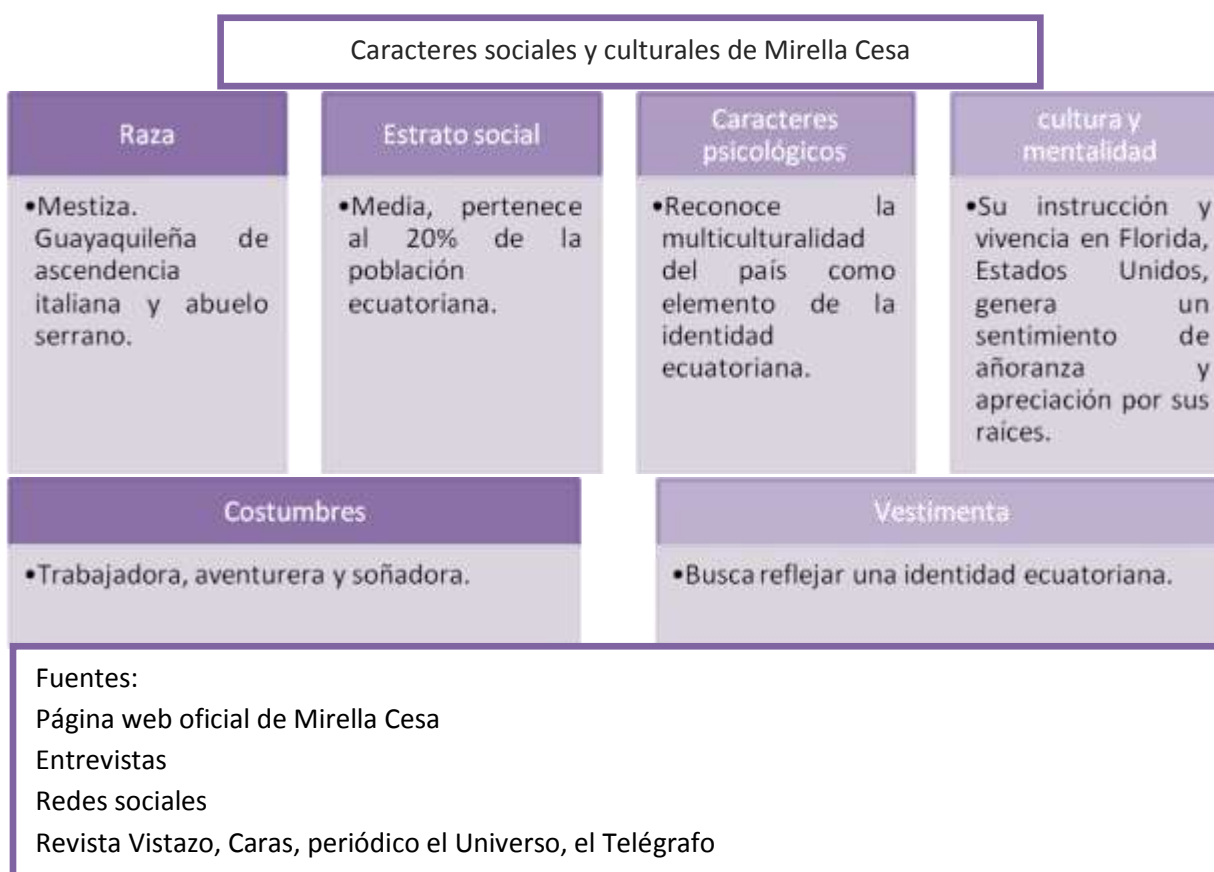 Caracteres sociales y culturales de Mirella Cesa
Raza
•Mestiza.
Guayaquileña de
ascendencia
italiana y abuelo
serrano.
Estrato social
•Media, pertenece
al 20% de la
población
ecuatoriana.
Caracteres
psicológicos
•Reconoce la
multiculturalidad
del país como
elemento de la
identidad
ecuatoriana.
cultura y
mentalidad
•Su instrucción y
vivencia en Florida,
Estados Unidos,
genera un
sentimiento de
añoranza y
apreciación por sus
raíces.
Costumbres
•Trabajadora, aventurera y soñadora.
Vestimenta
•Busca reflejar una identidad ecuatoriana.
Fuentes:
Página web oficial de Mirella Cesa
Entrevistas
Redes sociales
Revista Vistazo, Caras, periódico el Universo, el Telégrafo